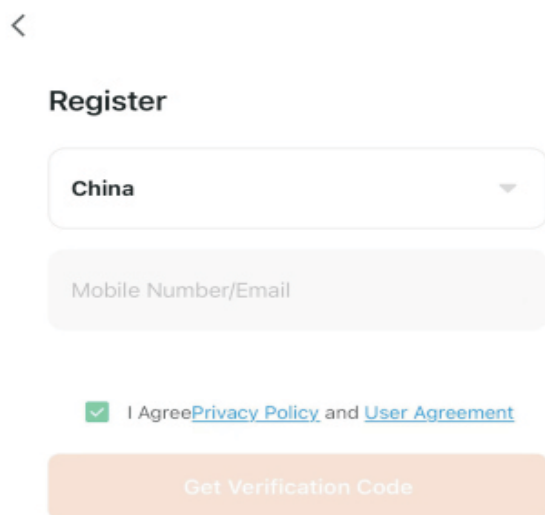 Register
China
Mobile Number/Email
I AgreePrivacy Policy and User Agreement
Get Verification Code